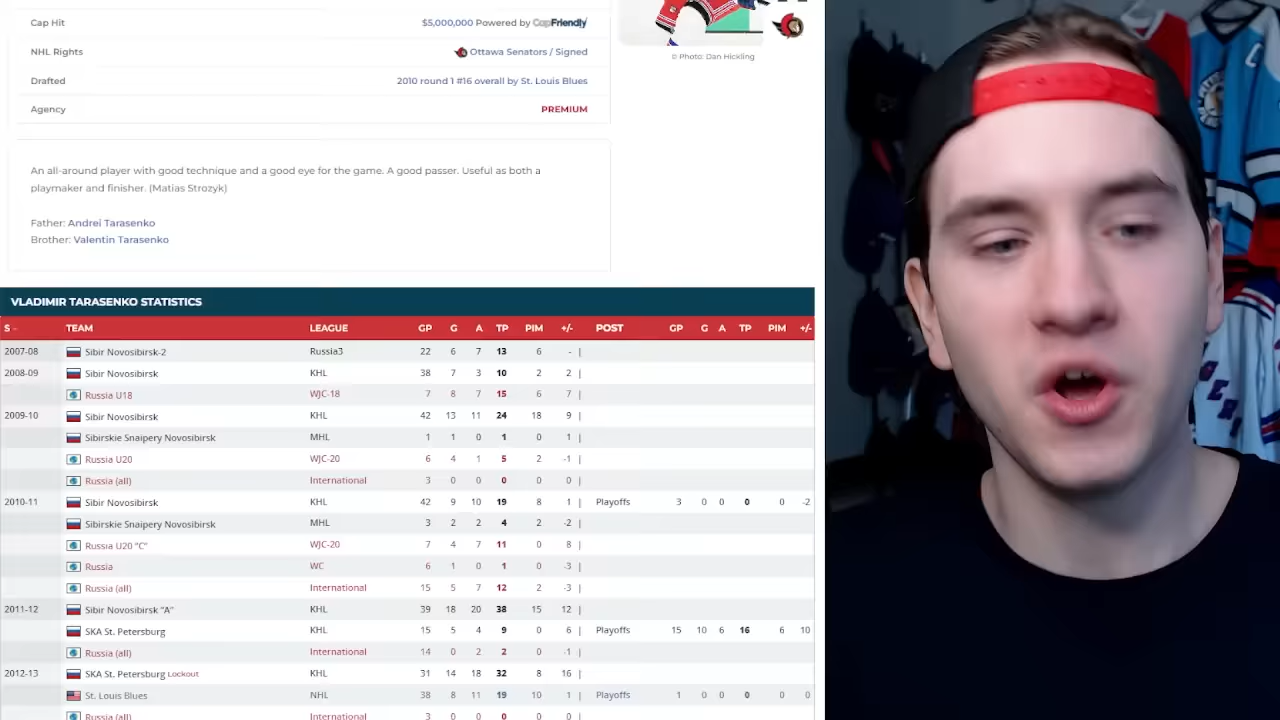 Cap Hit $5,000,000 Powered by CapFriendly
NHL Rights Ottawa Senators / Signed
© Photo: Dan Hickling
Drafted 2010 round 1 #16 overall by St. Louis Blues
Agency PREMIUM
An all-around player with good technique and a good eye for the game. A good passer. Useful as both a
playmaker and finisher. (Matias Strozyk)
Father: Andrei Tarasenko
Brother: Valentin Tarasenko
VLADIMIR TARASENKO STATISTICS
S TEAM LEAGUE GP G A TP PIM +/- POST GP G A TP PIM +/-
2007-08 Sibir Novosibirsk-2 Russia3 22 6 7 13 6 - |
2008-09 Sibir Novosibirsk KHL 38 7 3 10 2 2 |
Russia U18 WJC-18 7 8 7 15 6 7 |
2009-10 Sibir Novosibirsk KHL 42 13 11 24 18 9 |
Sibirskie Snaipery Novosibirsk MHL 1 1 0 1 0 1 |
Russia U20 WJC-20 6 4 1 5 2 -1 |
Russia (all) International 3 0 0 0 0 0 |
2010-11 Sibir Novosibirsk KHL 42 9 10 19 8 1 | Playoffs 3 0 0 0 0 -2
Sibirskie Snaipery Novosibirsk MHL 3 2 2 4 2 -2 |
Russia U20 "C" WJC-20 7 4 7 11 0 8 |
Russia WC 6 1 0 1 0 -3 |
Russia (all) International 15 5 7 12 2 -3 |
2011-12 Sibir Novosibirsk "A" KHL 39 18 20 38 15 12 |
SKA St. Petersburg KHL 15 5 4 9 0 6 | Playoffs 15 10 6 16 6 10
Russia (all) International 14 0 2 2 0 -1 |
2012-13 SKA St. Petersburg Lockout KHL 31 14 18 32 8 16 |
St. Louis Blues NHL 38 8 11 19 10 1 | Playoffs 1 0 0 0 0 0
Russia (all) International 3 0 0 0 0 0 |